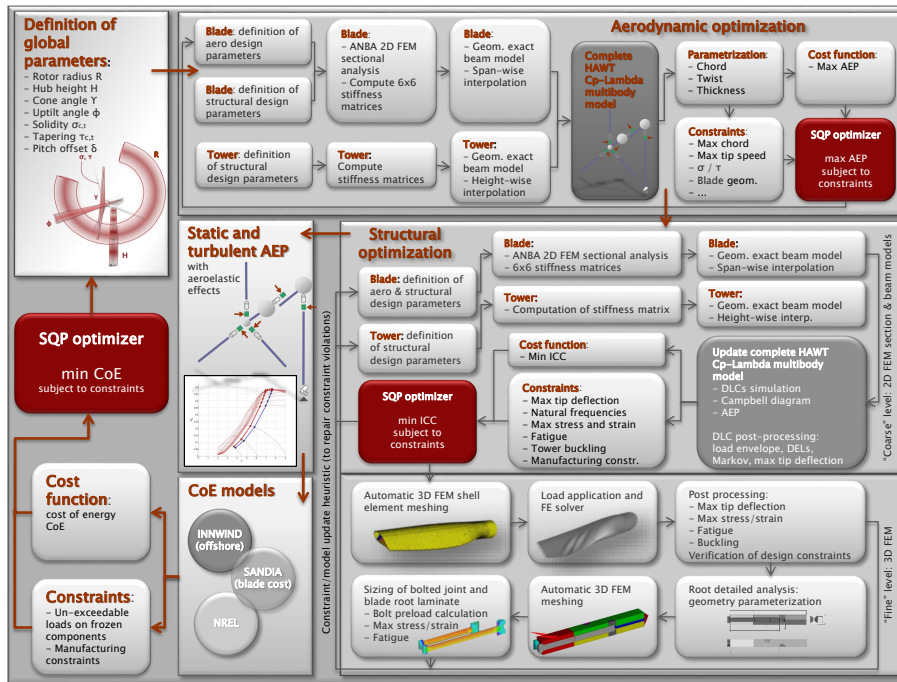 Definition of
global
parameters:
- Rotor radius R
- Hub height H
- Cone angle ϒ
- Uptilt angle ɸ
- Solidity σc,t
- Tapering τc,t
- Pitch offset δ
σ, τ
R
ϒ
ɸ
H
Aerodynamic optimization
Blade: definition of
aero design
parameters
Blade:
definition of
structural design
parameters
Tower: definition
of structural
design parameters
Blade:
- ANBA 2D FEM
sectional
analysis
- Compute 6x6
stiffness
matrices
Tower:
Compute
stiffness matrices
Blade:
- Geom. exact
beam model
- Span-wise
interpolation
Tower:
- Geom. exact
beam model
- Height-wise
interpolation
Complete
HAWT
Cp-Lambda
multibody
model
Parametrization:
- Chord
- Twist
- Thickness
Constraints:
- Max chord
- Max tip speed
- σ / τ
- Blade geom.
- ...
Cost function:
- Max AEP
SQP optimizer
max AEP
subject to
constraints
Static and
turbulent AEP
with
aeroelastic
effects
Structural
optimization
Blade: definition of
aero & structural
design parameters
Tower: definition
of structural
design parameters
Blade:
- ANBA 2D FEM sectional analysis
- 6x6 stiffness matrices
Tower:
- Computation of stiffness matrix
Blade:
- Geom. exact beam model
- Span-wise interpolation
Tower:
- Geom. exact beam model
- Height-wise interp.
Cost function:
- Min ICC
Constraints:
- Max tip deflection
- Natural frequencies
- Max stress and strain
- Fatigue
- Tower buckling
- Manufacturing constr.
SQP optimizer
min ICC
subject to
constraints
Update complete HAWT
Cp-Lambda multibody
model
- DLCs simulation
- Campbell diagram
- AEP
DLC post-processing:
load envelope, DELs,
Markov, max tip deflection
"Coarse" level: 2D FEM section & beam models
SQP optimizer
min CoE
subject to constraints
Cost
function:
cost of energy
CoE
Constraints:
- Un-exceedable
loads on frozen
components
- Manufacturing
constraints
CoE models
INNWIND
(offshore)
SANDIA
(blade cost)
NREL
Constraint/model update heuristic (to repair constraint violations)
Automatic 3D FEM shell
element meshing
Load application and
FE solver
Post processing:
- Max tip deflection
- Max stress/strain
- Fatigue
- Buckling
Verification of design constraints
Sizing of bolted joint and
blade root laminate
- Bolt preload calculation
- Max stress/strain
- Fatigue
Automatic 3D FEM
meshing
Root detailed analysis:
geometry parameterization
"Fine" level: 3D FEM